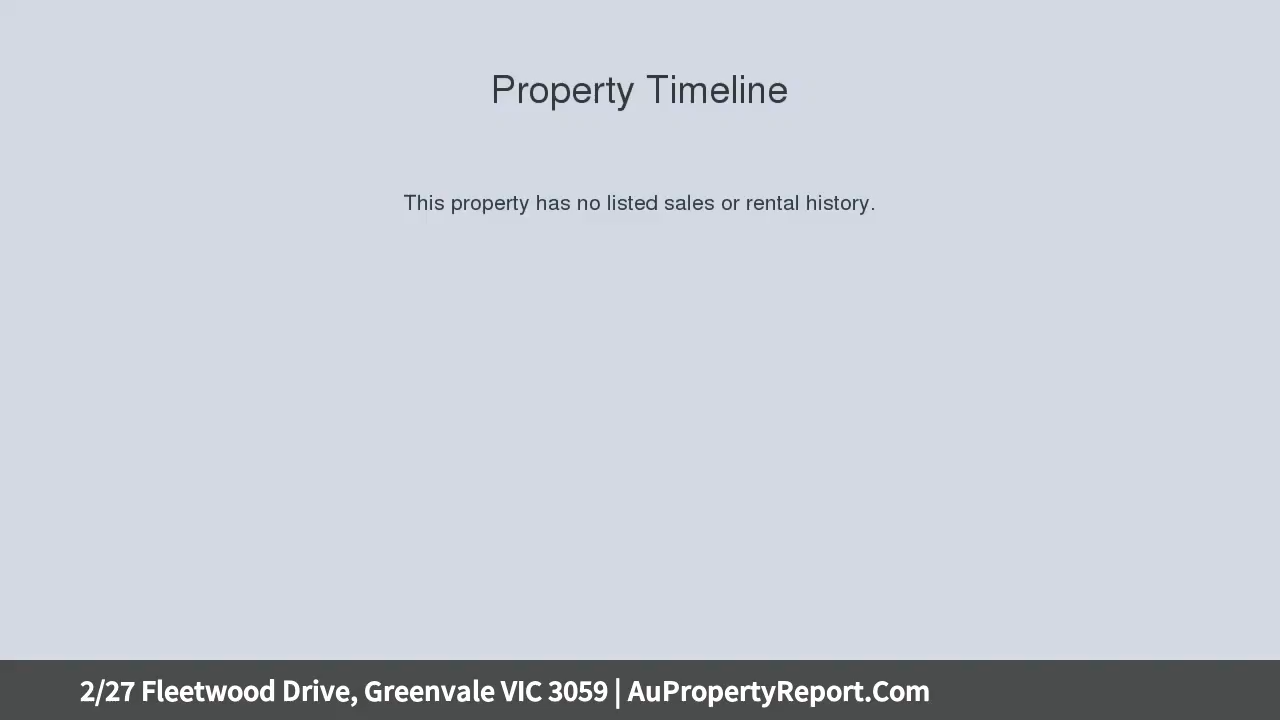 Property Timeline
This property has no listed sales or rental history.
2/27 Fleetwood Drive, Greenvale VIC 3059 | AuPropertyReport.Com